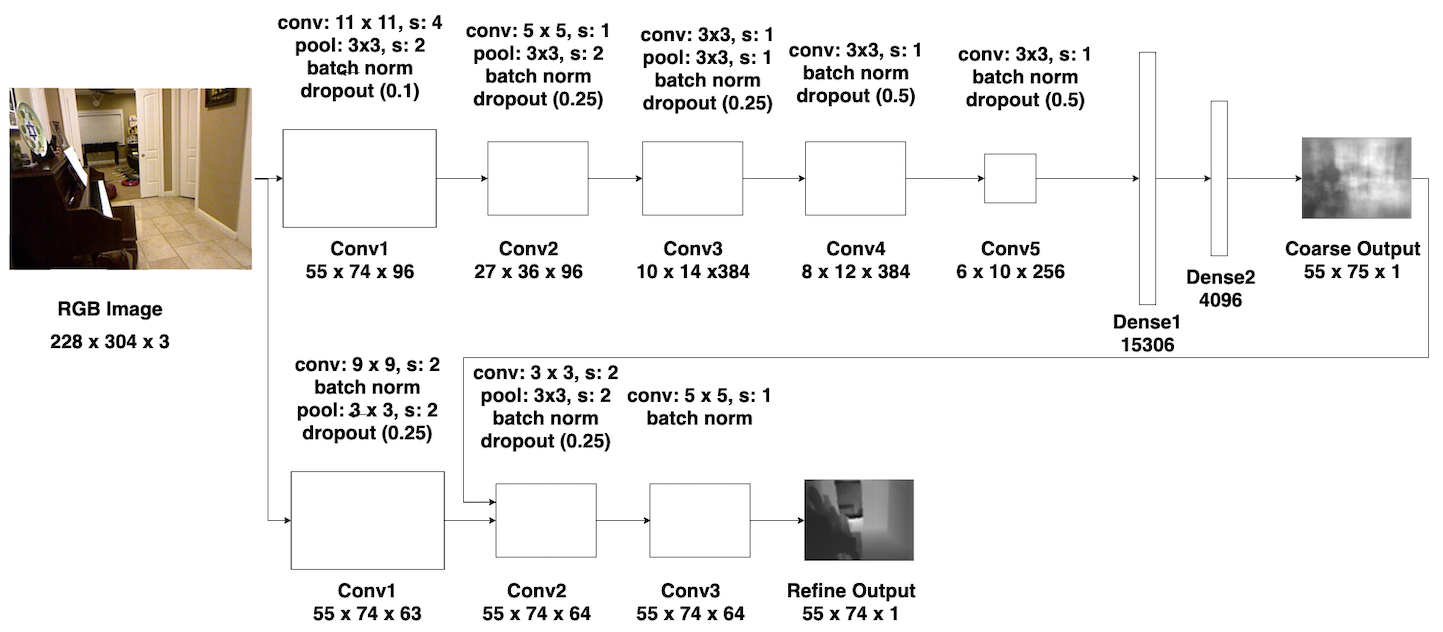 conv: 11 x 11, s: 4
pool: 3x3, s: 2
batch norm
dropout (0.1)
conv: 5 x 5, s: 1
pool: 3x3, s: 2
batch norm
dropout (0.25)
conv: 3x3, s: 1
pool: 3x3, s: 1
batch norm
dropout (0.25)
conv: 3x3, s: 1
batch norm
dropout (0.5)
conv: 3x3, s: 1
batch norm
dropout (0.5)
RGB Image
228 x 304 x 3
Conv1
55 x 74 x 96
Conv2
27 x 36 x 96
Conv3
10 x 14 x384
Conv4
8 x 12 x 384
Conv5
6 x 10 x 256
Dense1
15306
Dense2
4096
Coarse Output
55 x 75 x 1
conv: 9 x 9, s: 2
batch norm
pool: 3 x 3, s: 2
dropout (0.25)
conv: 3 x 3, s: 2
pool: 3x3, s: 2
batch norm
dropout (0.25)
conv: 5 x 5, s: 1
batch norm
Conv1
55 x 74 x 63
Conv2
55 x 74 x 64
Conv3
55 x 74 x 64
Refine Output
55 x 74 x 1